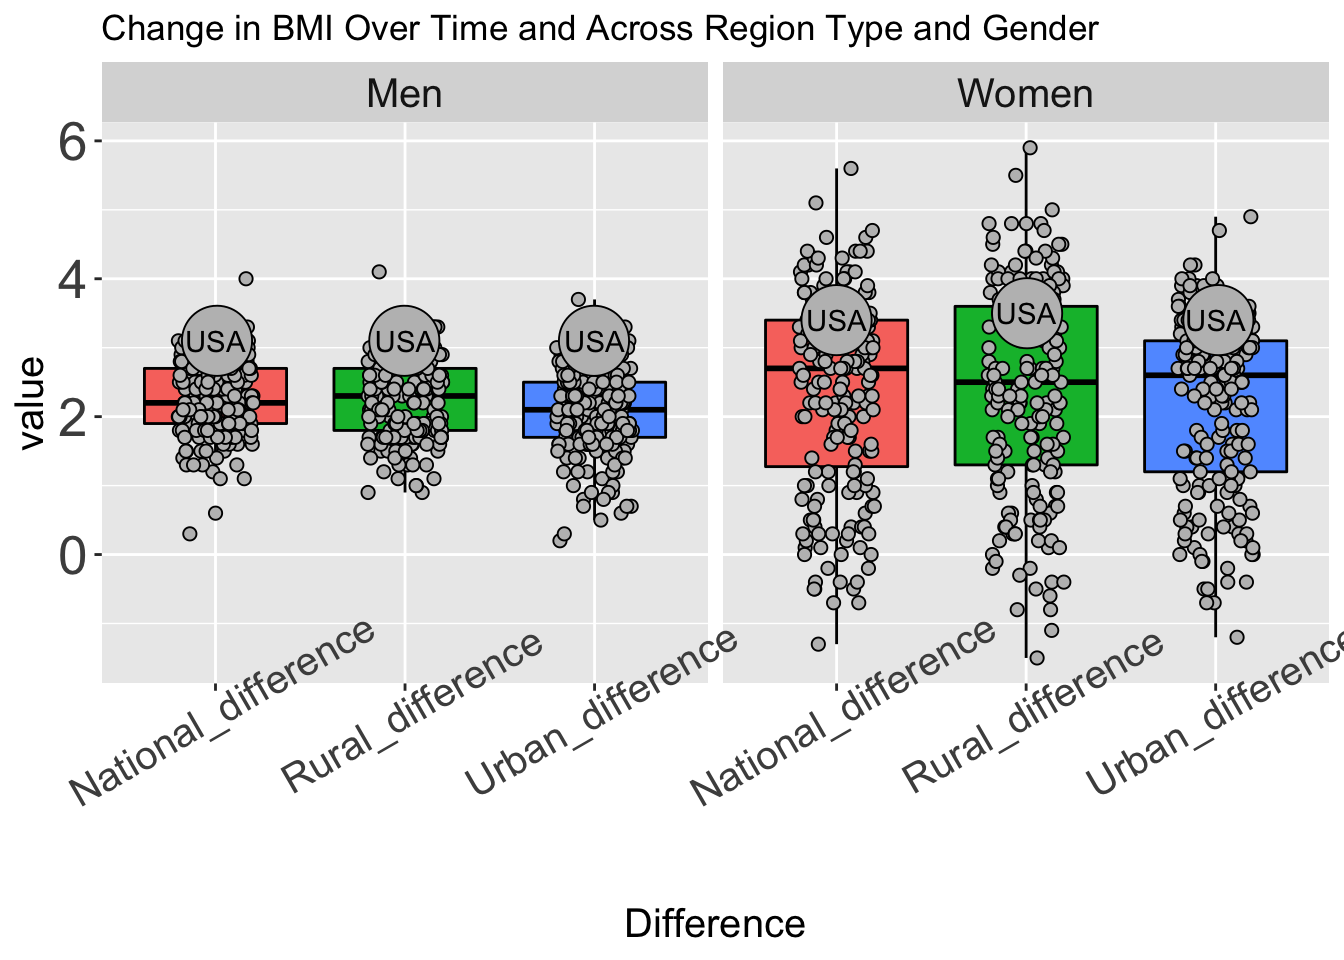 Change in BMI Over Time and Across Region Type and Gender
Men
Women
6
4
2
0
value
USA
USA
USA
USA
USA
USA
National_difference
Rural_difference
Urban_difference
National_difference
Rural_difference
Urban_difference
Difference